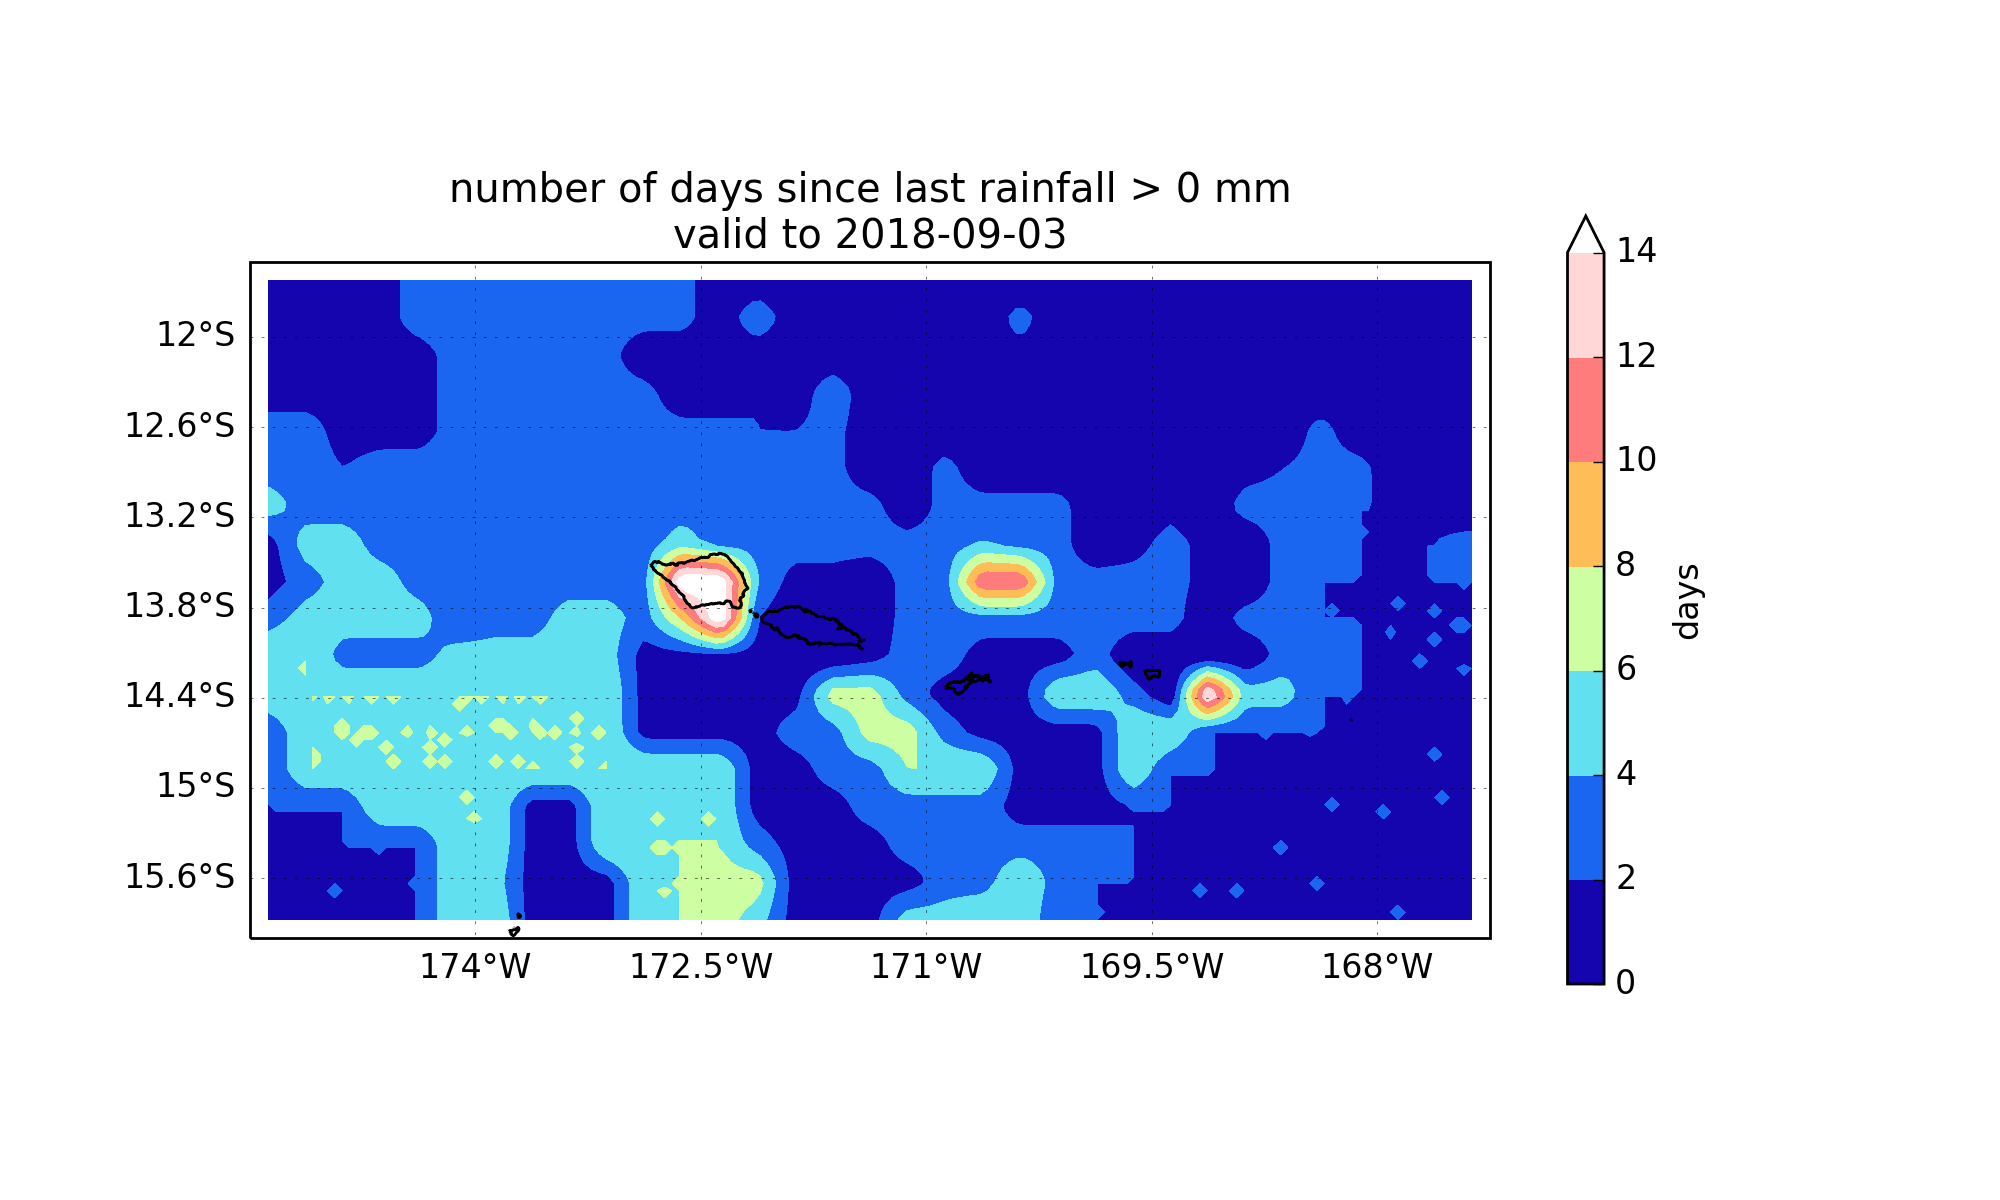 number of days since last rainfall > 0 mm
valid to 2018-09-03
12°S
12.6°S
13.2°S
13.8°S
14.4°S
15°S
15.6°S
174°W 172.5°W 171°W 169.5°W 168°W
14
12
10
8
6
4
2
0
days